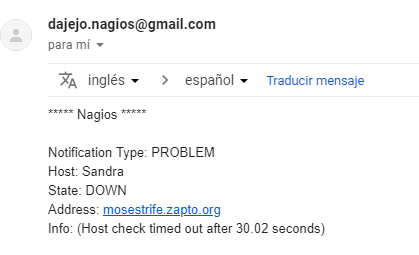 dajejo.nagios@gmail.com
para mí
inglés > español Traducir mensaje
***** Nagios *****
Notification Type: PROBLEM
Host: Sandra
State: DOWN
Address: mosestrife.zapto.org
Info: (Host check timed out after 30.02 seconds)